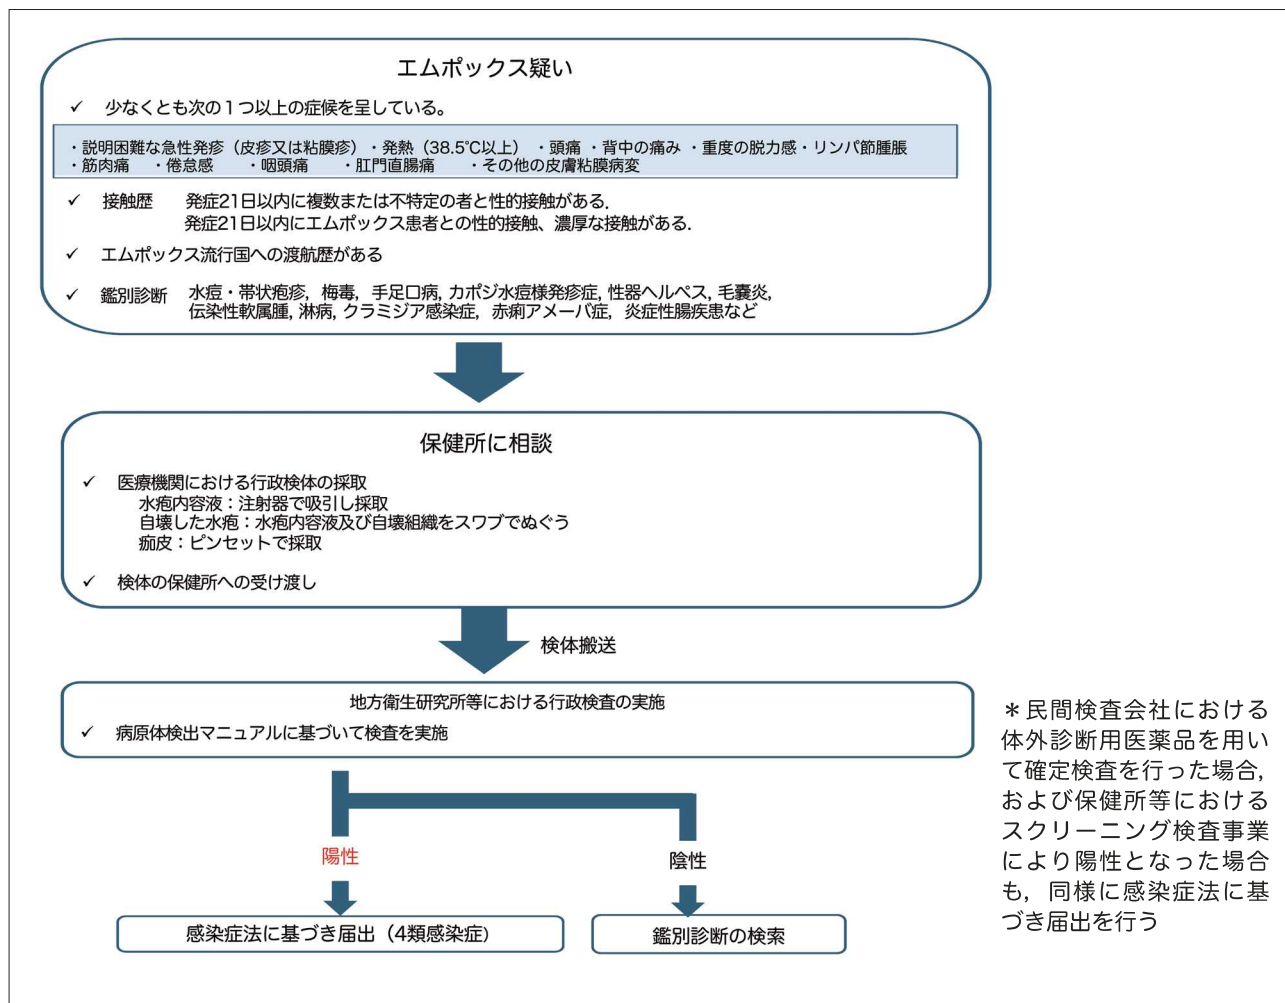 エムポックス疑い
✓ 少なくとも次の１つ以上の症候を呈している。
・説明困難な急性発疹（皮疹又は粘膜疹）・発熱（38.5℃以上）・頭痛 ・背中の痛み ・重度の脱力感・リンパ節腫脹
・筋肉痛 ・倦怠感 ・咽頭痛 ・肛門直腸痛 ・その他の皮膚粘膜病変
✓ 接触歴 発症21日以内に複数または不特定の者と性的接触がある．
発症21日以内にエムポックス患者との性的接触、濃厚な接触がある．
✓ エムポックス流行国への渡航歴がある
✓ 鑑別診断 水痘・帯状疱疹，梅毒，手足口病, カポジ水痘様発疹症, 性器ヘルペス, 毛嚢炎,
伝染性軟属腫, 淋病, クラミジア感染症，赤痢アメーバ症，炎症性腸疾患など
保健所に相談
✓ 医療機関における行政検体の採取
水疱内容液：注射器で吸引し採取
自壊した水疱：水疱内容液及び自壊組織をスワブでぬぐう
痂皮：ピンセットで採取
✓ 検体の保健所への受け渡し
検体搬送
地方衛生研究所等における行政検査の実施
✓ 病原体検出マニュアルに基づいて検査を実施
陽性
陰性
感染症法に基づき届出（4類感染症）
鑑別診断の検索
＊民間検査会社における
体外診断用医薬品を用い
て確定検査を行った場合，
および保健所等における
スクリーニング検査事業
により陽性となった場合
も，同様に感染症法に基
づき届出を行う